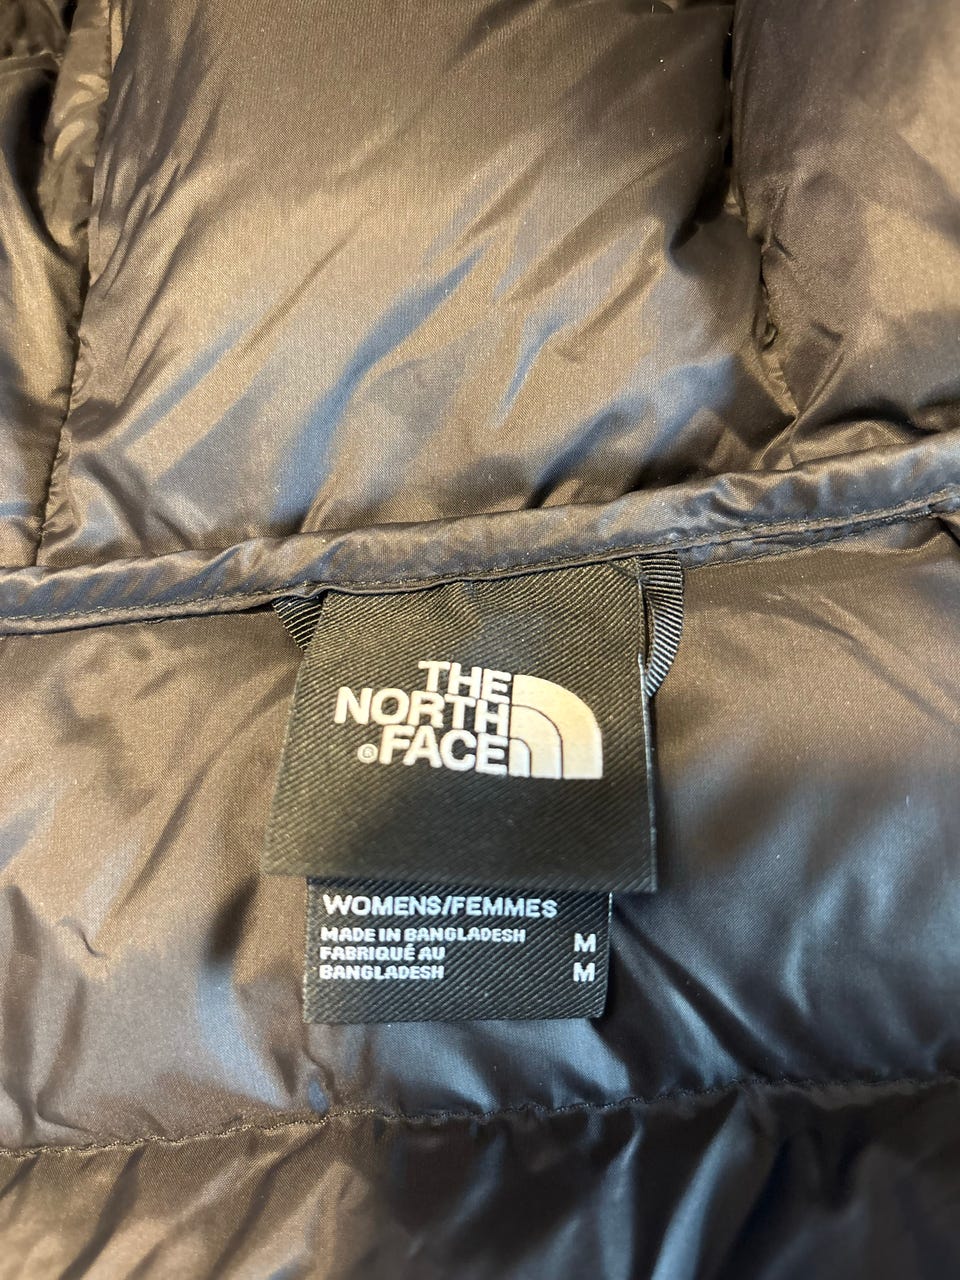 THE
NORTH
®FACE
WOMENS/FEMMES
MADE IN BANGLADESH M
FABRIQUÉ AU
BANGLADESH M